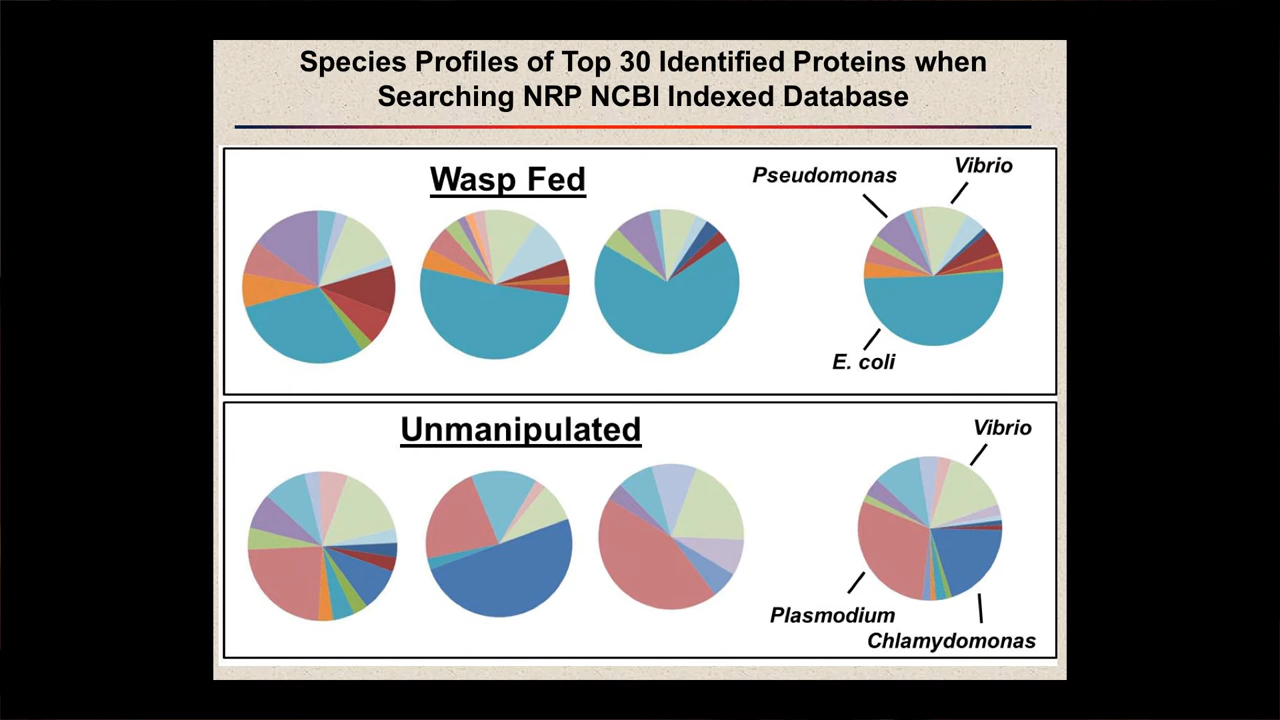 Species Profiles of Top 30 Identified Proteins when
Searching NRP NCBI Indexed Database
Wasp Fed
Pseudomonas
Vibrio
E. coli
Unmanipulated
Vibrio
Plasmodium
Chlamydomonas